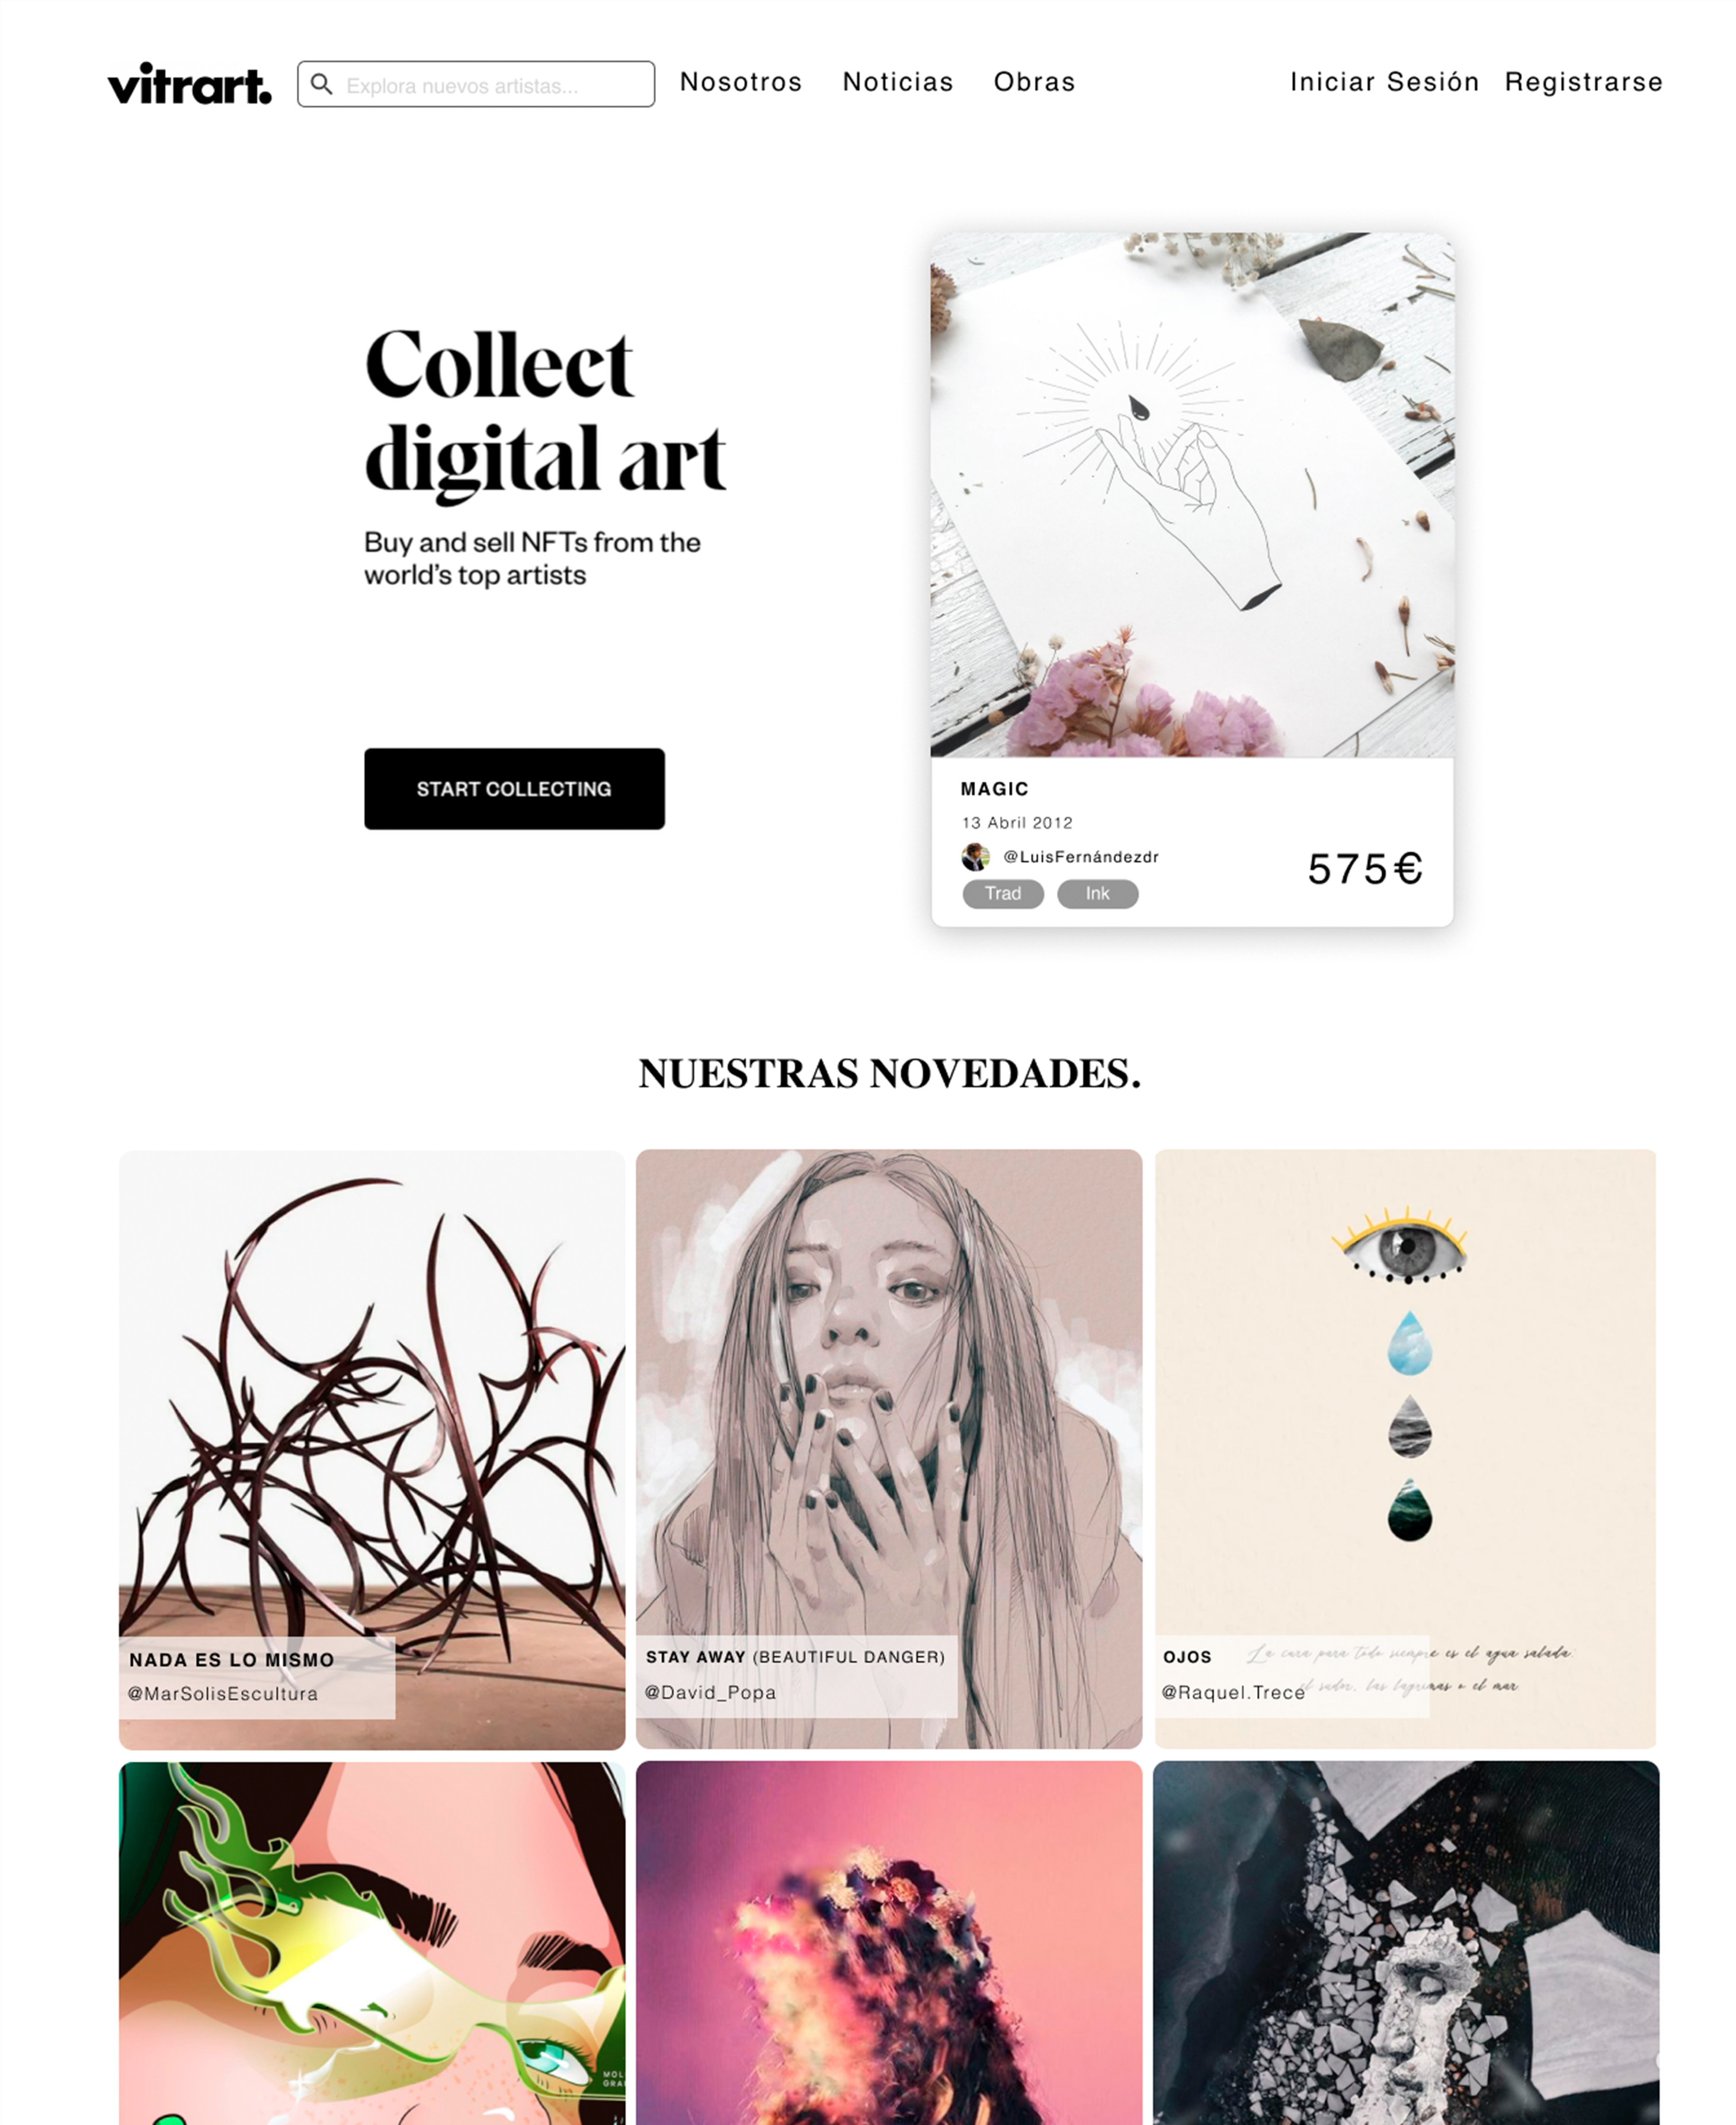 vitrart.
Explora nuevos artistas...
Nosotros
Noticias
Obras
Iniciar Sesión
Registrarse
Collect
digital art
Buy and sell NFTs from the
world's top artists
START COLLECTING
MAGIC
13 Abril 2012
@LuisFernándezdr
Trad
Ink
575€
NUESTRAS NOVEDADES.
NADA ES LO MISMO
@MarSolisEscultura
STAY AWAY (BEAUTIFUL DANGER)
@David_Popa
La cura para todo siempre es el agua salada:
el sudor, las lagrimas o el mar
OJOS
@Raquel.Trece